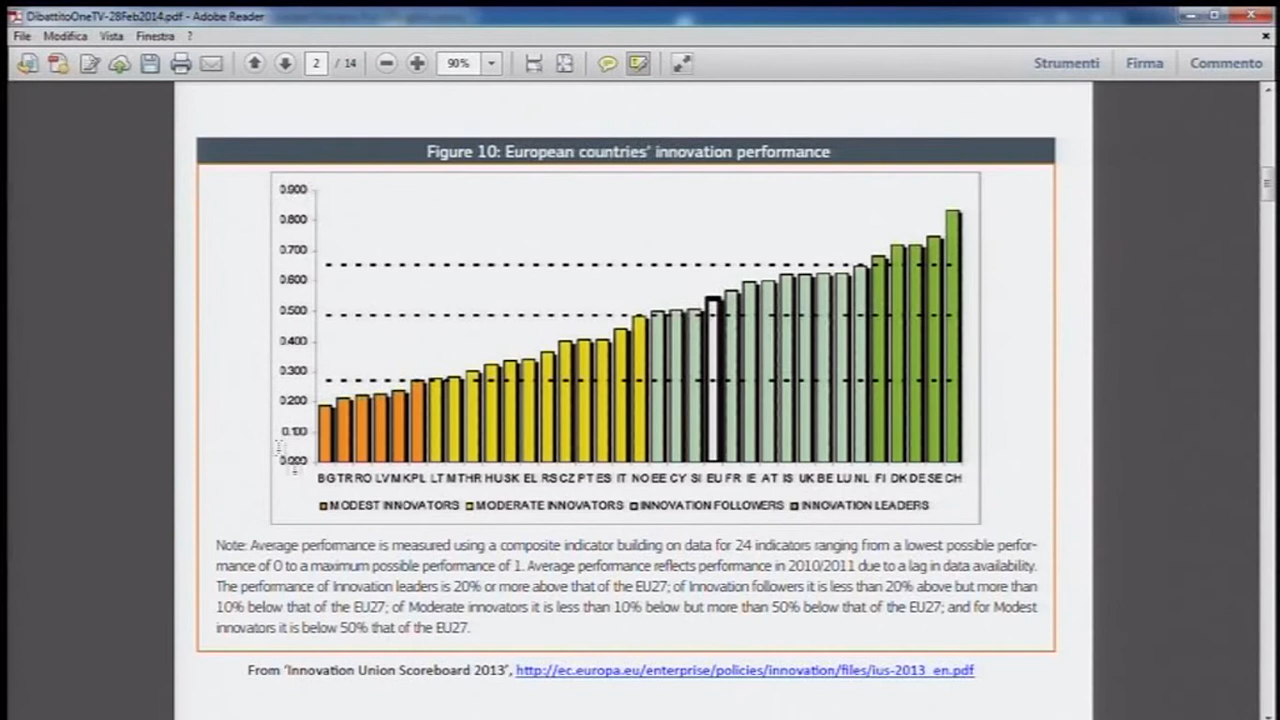 DibattitoOneTV-28Feb2014.pdf - Adobe Reader
File Modifica Vista Finestra ?
2 / 14 90% Strumenti Firma Commento
Figure 10: European countries' innovation performance
0.900
0.800
0.700
0.600
0.500
0.400
0.300
0.200
0.100
0.000
BG TR RO LV MK PL LT MT HR HU SK EL RS CZ PT ES IT NO EE CY SI EU FR IE AT IS UK BE LU NL FI DK DE SE CH
MODEST INNOVATORS MODERATE INNOVATORS INNOVATION FOLLOWERS INNOVATION LEADERS
Note: Average performance is measured using a composite indicator building on data for 24 indicators ranging from a lowest possible perfor-
mance of 0 to a maximum possible performance of 1. Average performance reflects performance in 2010/2011 due to a lag in data availability.
The performance of Innovation leaders is 20% or more above that of the EU27; of Innovation followers it is less than 20% above but more than
10% below that of the EU27; of Moderate innovators it is less than 10% below but more than 50% below that of the EU27; and for Modest
innovators it is below 50% that of the EU27.
From 'Innovation Union Scoreboard 2013', http://ec.europa.eu/enterprise/policies/innovation/files/ius-2013_en.pdf